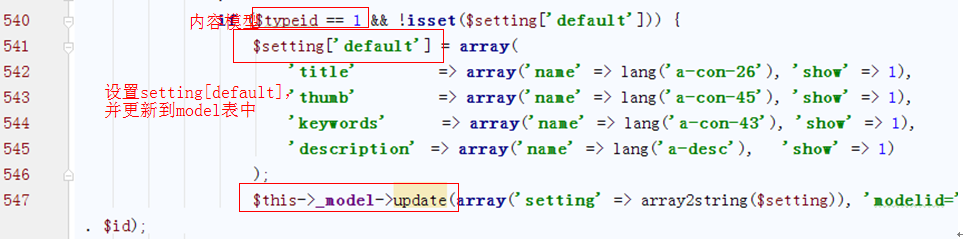 540 内容模型 $typeid == 1 && !isset($setting['default'])) {
541 $setting['default'] = array(
542 'title' => array('name' => lang('a-con-26'), 'show' => 1),
设置setting[default],
543 'thumb' => array('name' => lang('a-con-45'), 'show' => 1),
并更新到model表中
544 'keywords' => array('name' => lang('a-con-43'), 'show' => 1),
545 'description' => array('name' => lang('a-desc'), 'show' => 1)
546 );
547 $this->_model->update(array('setting' => array2string($setting)), 'modelid='
. $id);